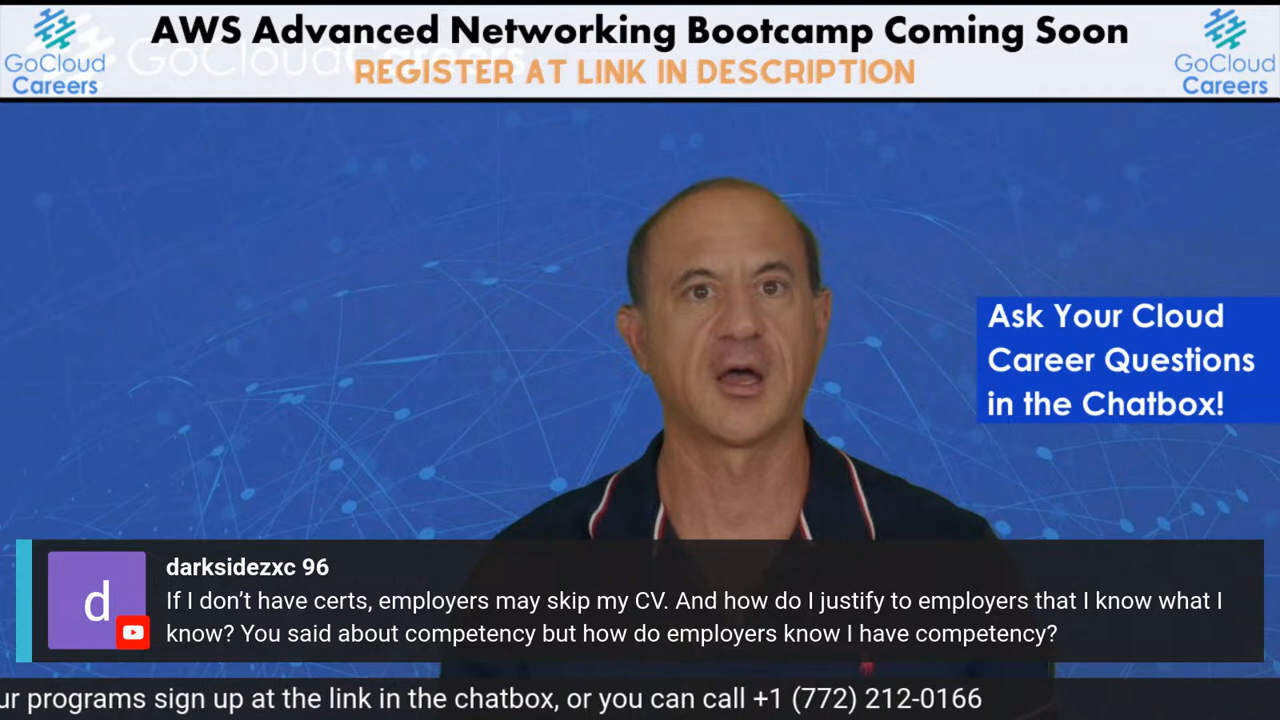 AWS Advanced Networking Bootcamp Coming Soon
REGISTER AT LINK IN DESCRIPTION
GoCloud
Careers
GoCloudCareers
GoCloud
Careers
Ask Your Cloud
Career Questions
in the Chatbox!
d
darksidezxc 96
If I don’t have certs, employers may skip my CV. And how do I justify to employers that I know what I
know? You said about competency but how do employers know I have competency?
ur programs sign up at the link in the chatbox, or you can call +1 (772) 212-0166